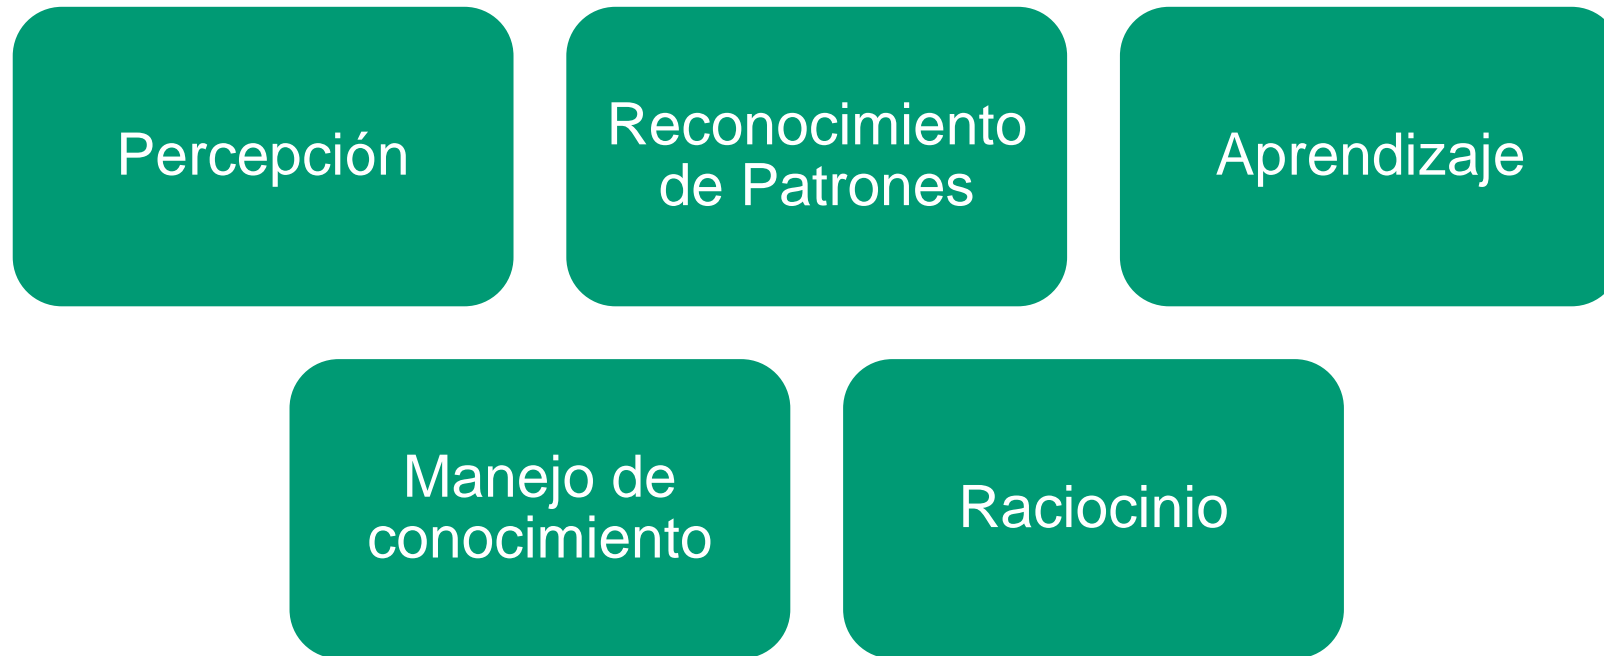 Percepción
Reconocimiento
de Patrones
Aprendizaje
Manejo de
conocimiento
Raciocinio